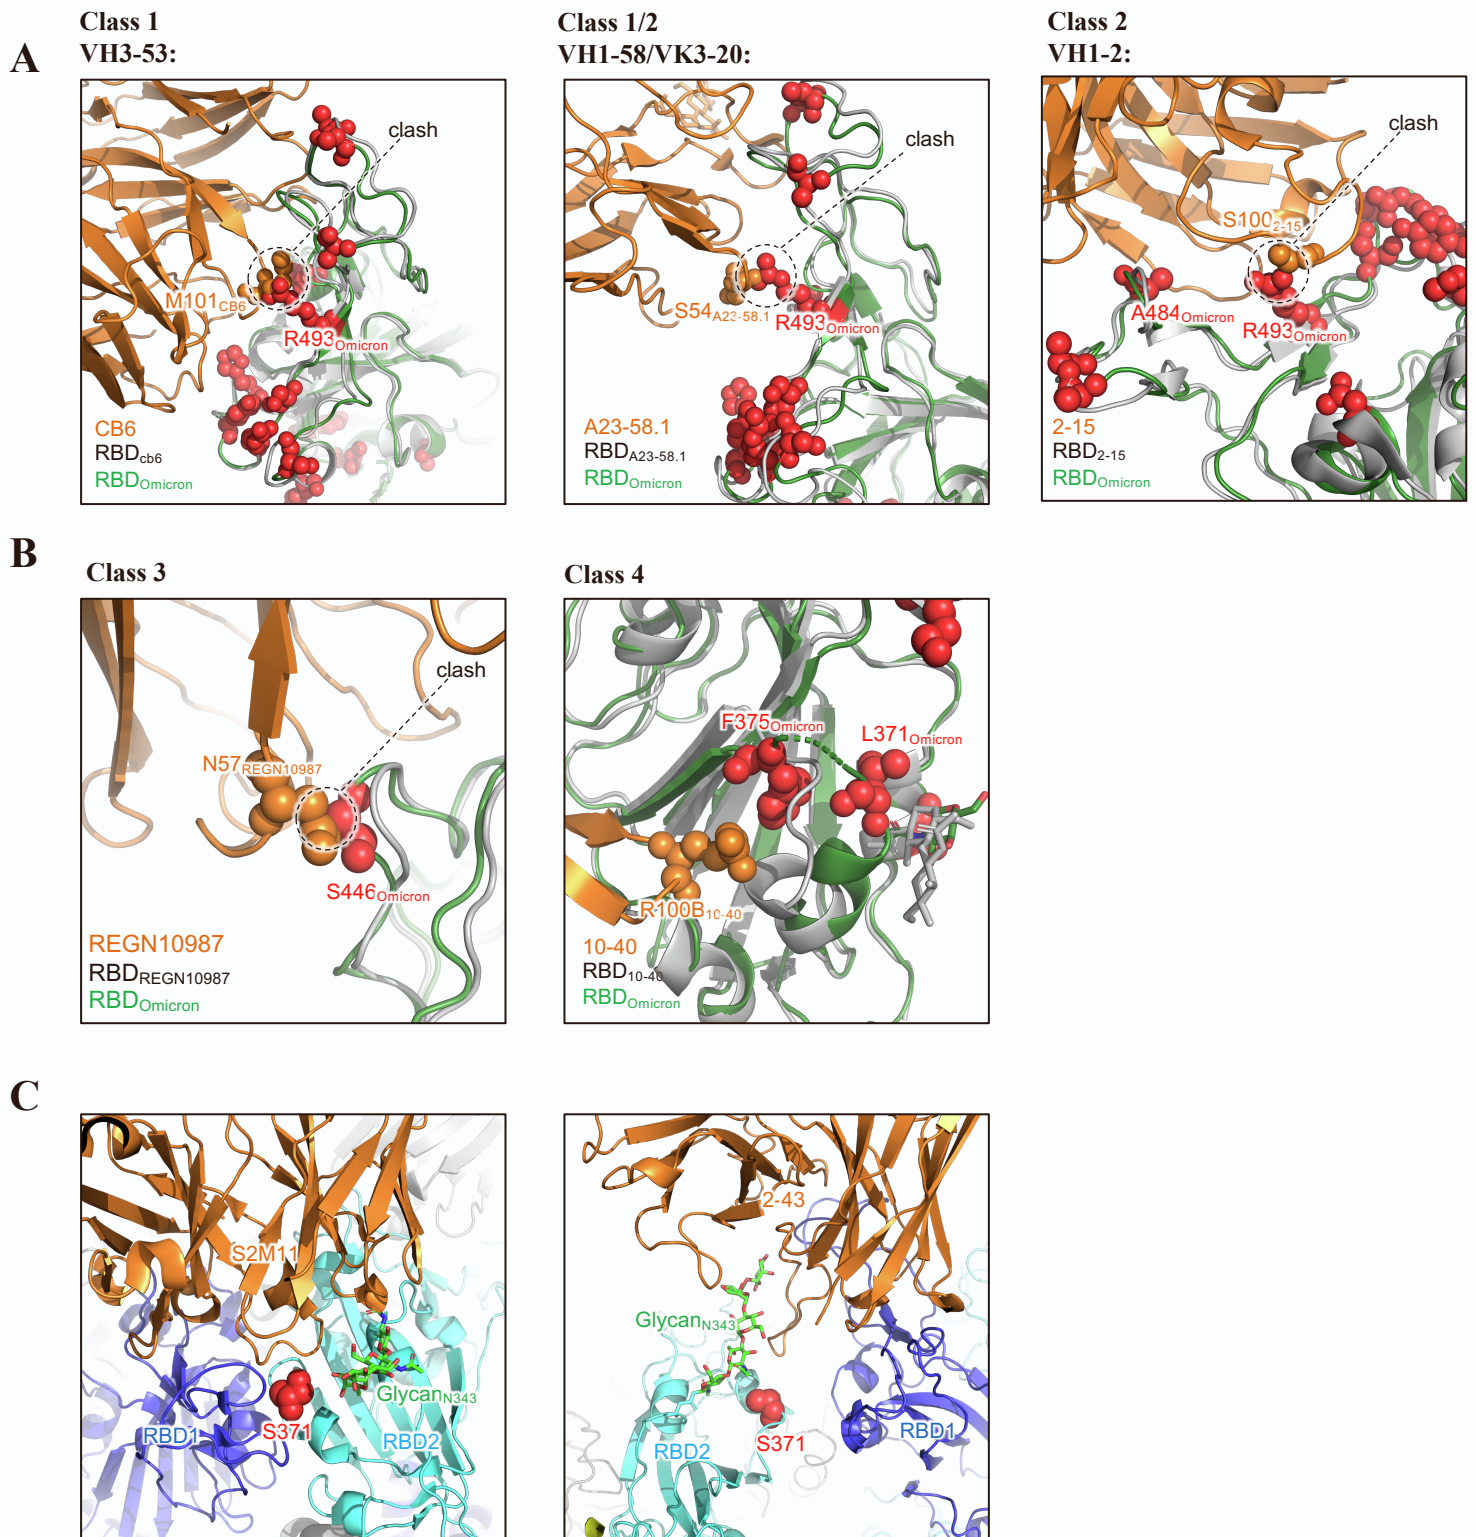 A
Class 1
VH3-53:
clash
M101CB6
R493Omicron
CB6
RBDcb6
RBDOmicron
Class 1/2
VH1-58/VK3-20:
clash
S54A23-58.1
R493Omicron
A23-58.1
RBDA23-58.1
RBDOmicron
Class 2
VH1-2:
clash
S1002-15
A484Omicron
R493Omicron
2-15
RBD2-15
RBDOmicron
B
Class 3
clash
N57REGN10987
S446Omicron
REGN10987
RBDREGN10987
RBDOmicron
Class 4
F375Omicron
L371Omicron
R100B10-40
10-40
RBD10-40
RBDOmicron
C
S2M11
GlycanN343
RBD1
S371
RBD2
2-43
GlycanN343
RBD2
S371
RBD1